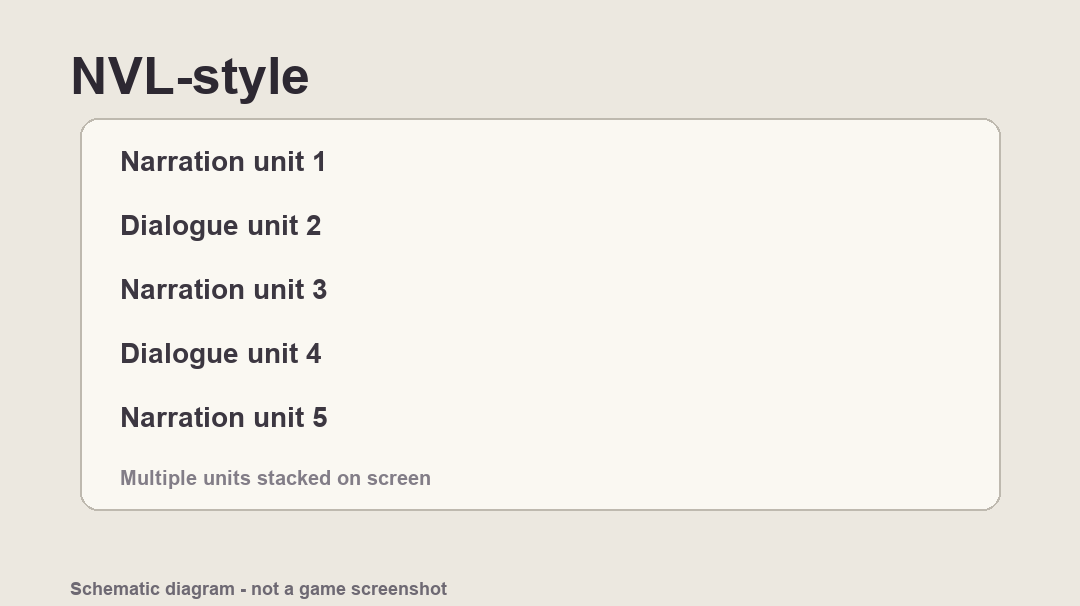 NVL-style
Narration unit 1
Dialogue unit 2
Narration unit 3
Dialogue unit 4
Narration unit 5
Multiple units stacked on screen
Schematic diagram - not a game screenshot